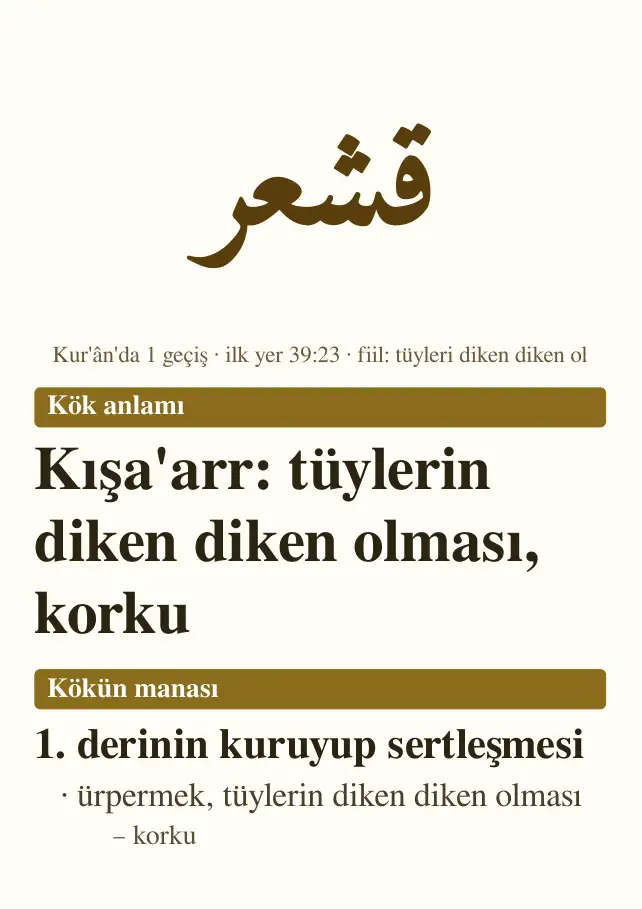 قشعر
Kur'ân'da 1 geçiş · ilk yer 39:23 · fiil: tüyleri diken diken ol
Kök anlamı
Kışa'arr: tüylerin
diken diken olması,
korku
Kökün manası
1. derinin kuruyup sertleşmesi
· ürpermek, tüylerin diken diken olması
– korku